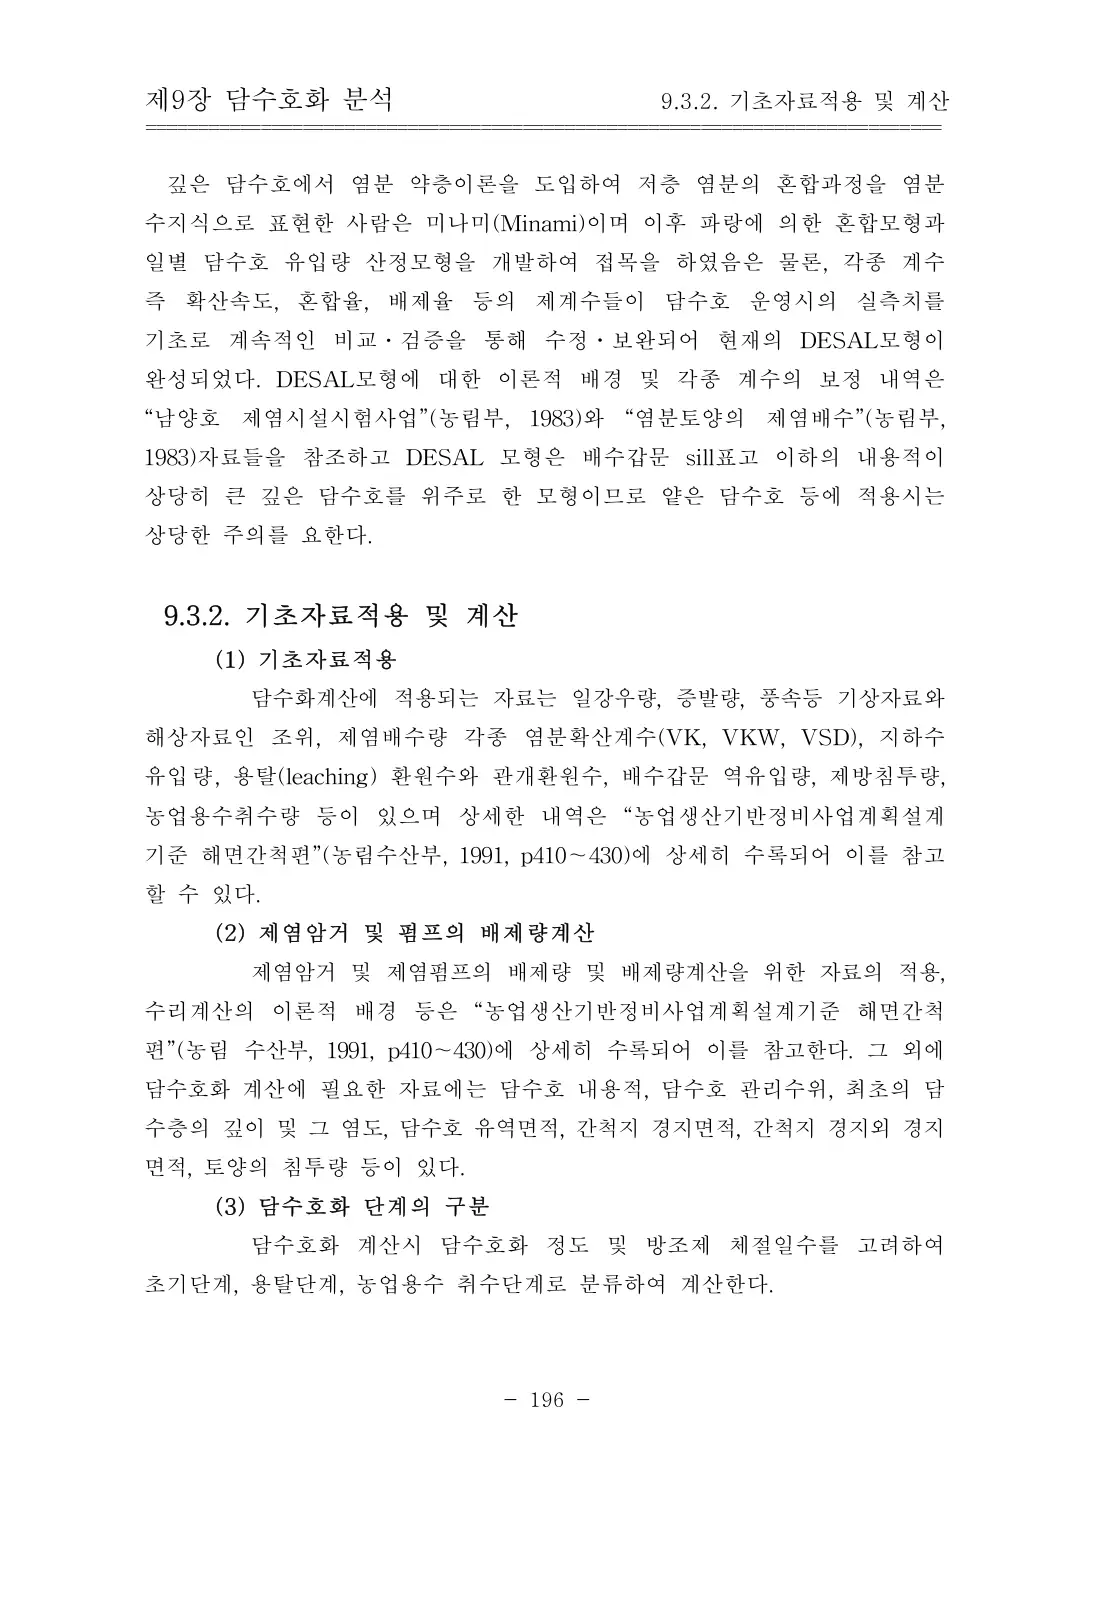 제9장 담수호화 분석
9.3.2. 기초자료적용 및 계산
깊은 담수호에서 염분 약층이론을 도입하여 저층 염분의 혼합과정을 염분
수지식으로 표현한 사람은 미나미(Minami)이며 이후 파랑에 의한 혼합모형과
일별 담수호 유입량 산정모형을 개발하여 접목을 하였음은 물론, 각종 계수
즉 확산속도, 혼합율, 배제율 등의 제계수들이 담수호 운영시의 실측치를
기초로 계속적인 비교·검증을 통해 수정·보완되어 현재의 DESAL모형이
완성되었다. DESAL모형에 대한 이론적 배경 및 각종 계수의 보정 내역은
“남양호 제염시설시험사업”(농림부, 1983)와 “염분토양의 제염배수”(농림부,
1983)자료들을 참조하고 DESAL 모형은 배수갑문 sill표고 이하의 내용적이
상당히 큰 깊은 담수호를 위주로 한 모형이므로 얕은 담수호 등에 적용시는
상당한 주의를 요한다.
9.3.2. 기초자료적용 및 계산
(1) 기초자료적용
담수화계산에 적용되는 자료는 일강우량, 증발량, 풍속등 기상자료와
해상자료인 조위, 제염배수량 각종 염분확산계수(VK, VKW, VSD), 지하수
유입량, 용탈(leaching) 환원수와 관개환원수, 배수갑문 역유입량, 제방침투량,
농업용수취수량 등이 있으며 상세한 내역은 “농업생산기반정비사업계획설계
기준 해면간척편”(농림수산부, 1991, p410∼430)에 상세히 수록되어 이를 참고
할 수 있다.
(2) 제염암거 및 펌프의 배제량계산
제염암거 및 제염펌프의 배제량 및 배제량계산을 위한 자료의 적용,
수리계산의 이론적 배경 등은 “농업생산기반정비사업계획설계기준 해면간척
편”(농림 수산부, 1991, p410∼430)에 상세히 수록되어 이를 참고한다. 그 외에
담수호화 계산에 필요한 자료에는 담수호 내용적, 담수호 관리수위, 최초의 담
수층의 깊이 및 그 염도, 담수호 유역면적, 간척지 경지면적, 간척지 경지외 경지
면적, 토양의 침투량 등이 있다.
(3) 담수호화 단계의 구분
담수호화 계산시 담수호화 정도 및 방조제 체절일수를 고려하여
초기단계, 용탈단계, 농업용수 취수단계로 분류하여 계산한다.
- 196 -